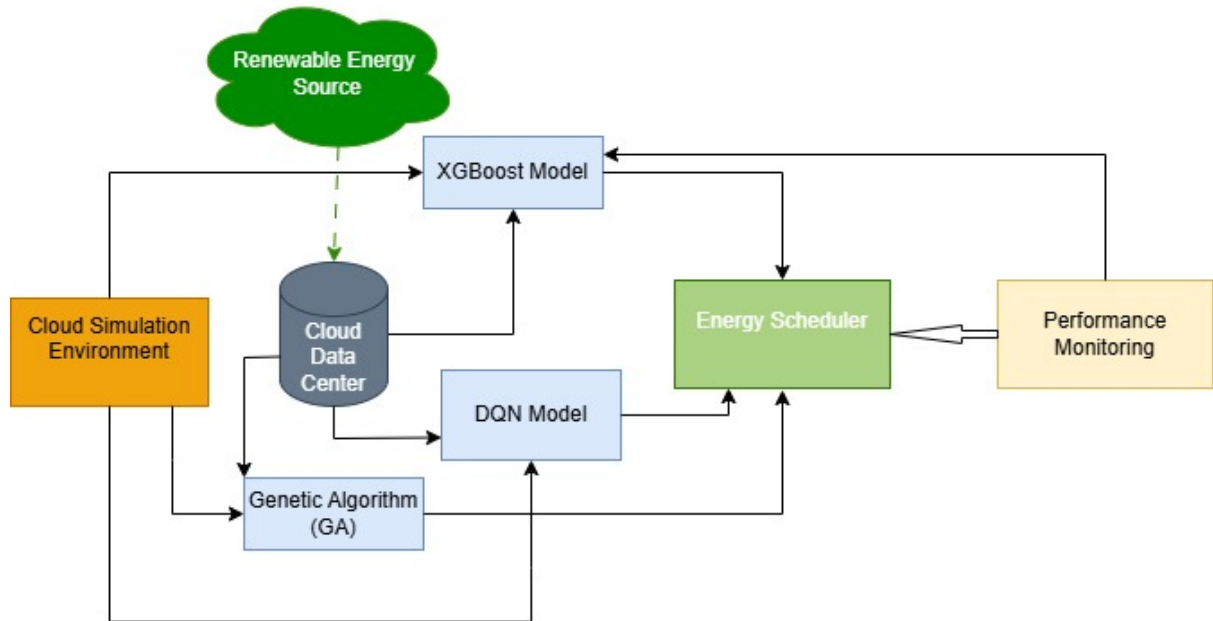 Renewable Energy
Source
XGBoost Model
Cloud Simulation
Environment
Cloud
Data
Center
Energy Scheduler
Performance
Monitoring
DQN Model
Genetic Algorithm
(GA)